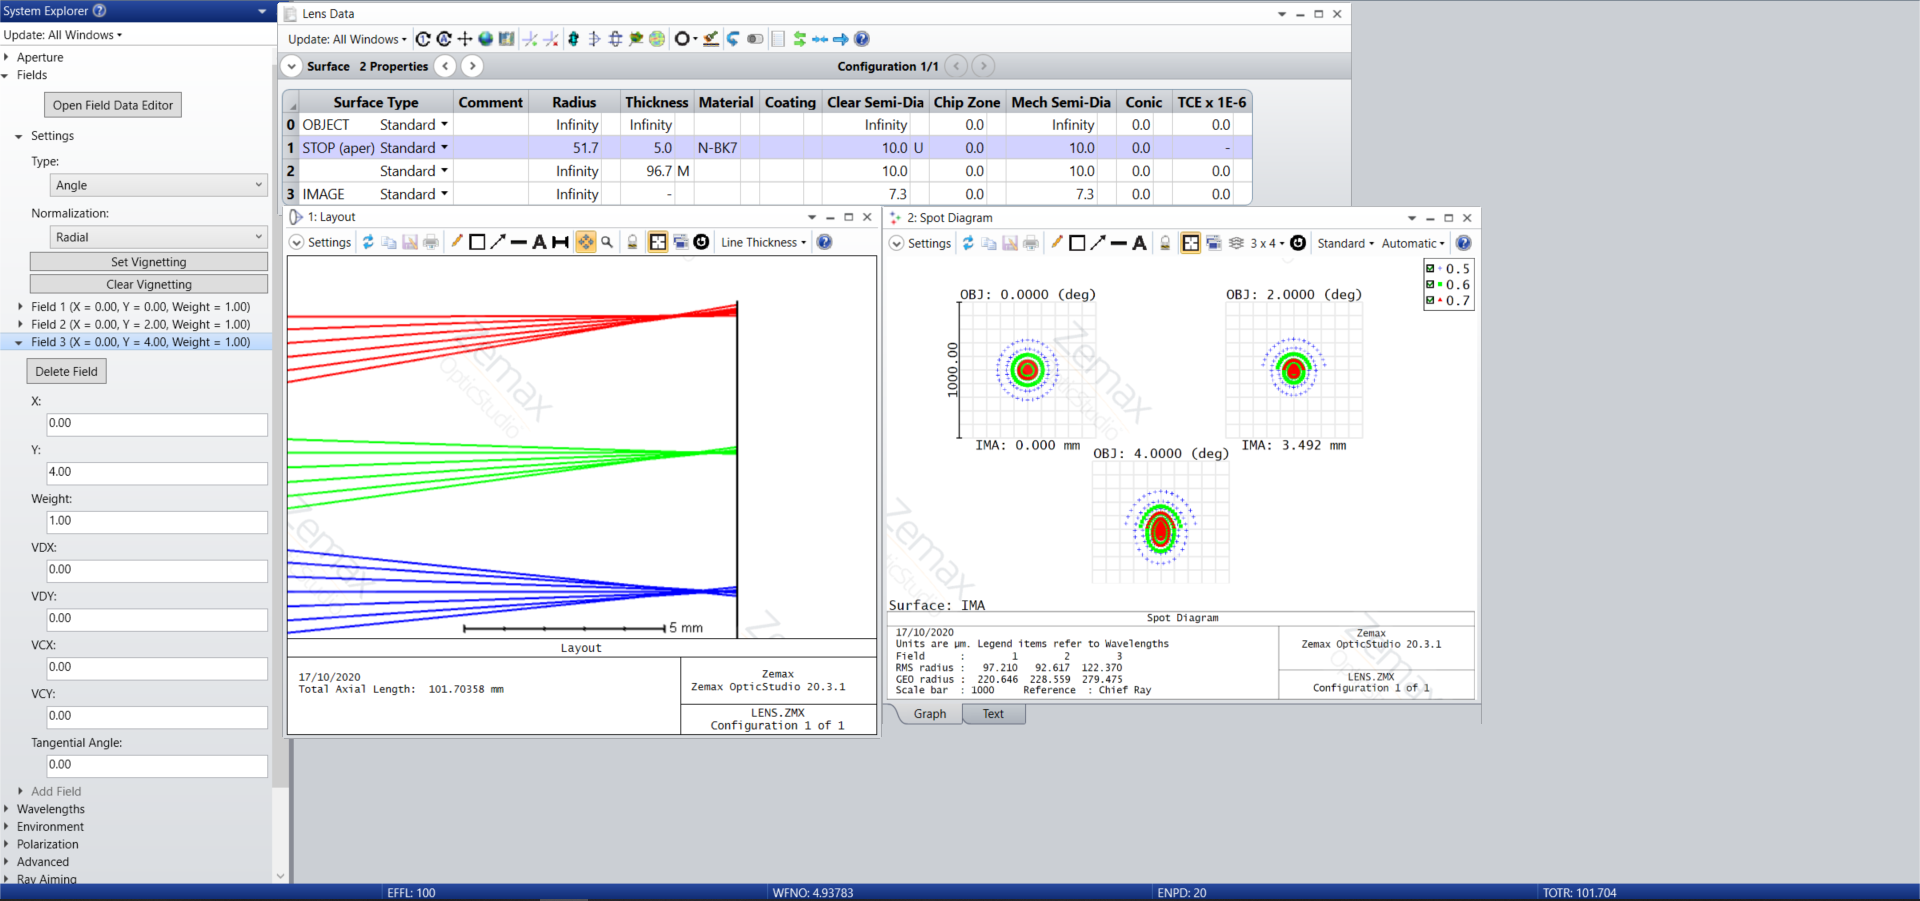 System Explorer
Update: All Windows
Aperture
Fields
Open Field Data Editor
Settings
Type:
Angle
Normalization:
Radial
Set Vignetting
Clear Vignetting
Field 1 (X = 0.00, Y = 0.00, Weight = 1.00)
Field 2 (X = 0.00, Y = 2.00, Weight = 1.00)
Field 3 (X = 0.00, Y = 4.00, Weight = 1.00)
Delete Field
X:
0.00
Y:
4.00
Weight:
1.00
VDX:
0.00
VDY:
0.00
VCX:
0.00
VCY:
0.00
Tangential Angle:
0.00
Add Field
Wavelengths
Environment
Polarization
Advanced
Ray Aiming
Lens Data
Update: All Windows
Surface 2 Properties Configuration 1/1
Surface Type Comment Radius Thickness Material Coating Clear Semi-Dia Chip Zone Mech Semi-Dia Conic TCE x 1E-6
0 OBJECT Standard Infinity Infinity Infinity 0.0 Infinity 0.0 0.0
1 STOP (aper) Standard 51.7 5.0 N-BK7 10.0 U 0.0 10.0 0.0 -
2 Standard Infinity 96.7 M 10.0 0.0 10.0 0.0 0.0
3 IMAGE Standard Infinity - 7.3 0.0 7.3 0.0 0.0
1: Layout
Settings Line Thickness
Zemax
OpticStudio
Zemax
OpticStudio
5 mm
Layout
17/10/2020
Total Axial Length: 101.70358 mm
Zemax
Zemax OpticStudio 20.3.1
LENS.ZMX
Configuration 1 of 1
2: Spot Diagram
Settings 3 x 4 Standard Automatic
0.5
0.6
0.7
OBJ: 0.0000 (deg)
OBJ: 2.0000 (deg)
1000.00
Zemax
OpticStudio
IMA: 0.000 mm
IMA: 3.492 mm
OBJ: 4.0000 (deg)
Zemax
OpticStudio
Surface: IMA
Spot Diagram
17/10/2020
Units are µm. Legend items refer to Wavelengths
Field : 1 2 3
RMS radius : 97.210 92.617 122.370
GEO radius : 220.646 228.559 279.475
Scale bar : 1000 Reference : Chief Ray
Zemax
Zemax OpticStudio 20.3.1
LENS.ZMX
Configuration 1 of 1
Graph Text
EFFL: 100 WFNO: 4.93783 ENPD: 20 TOTR: 101.704